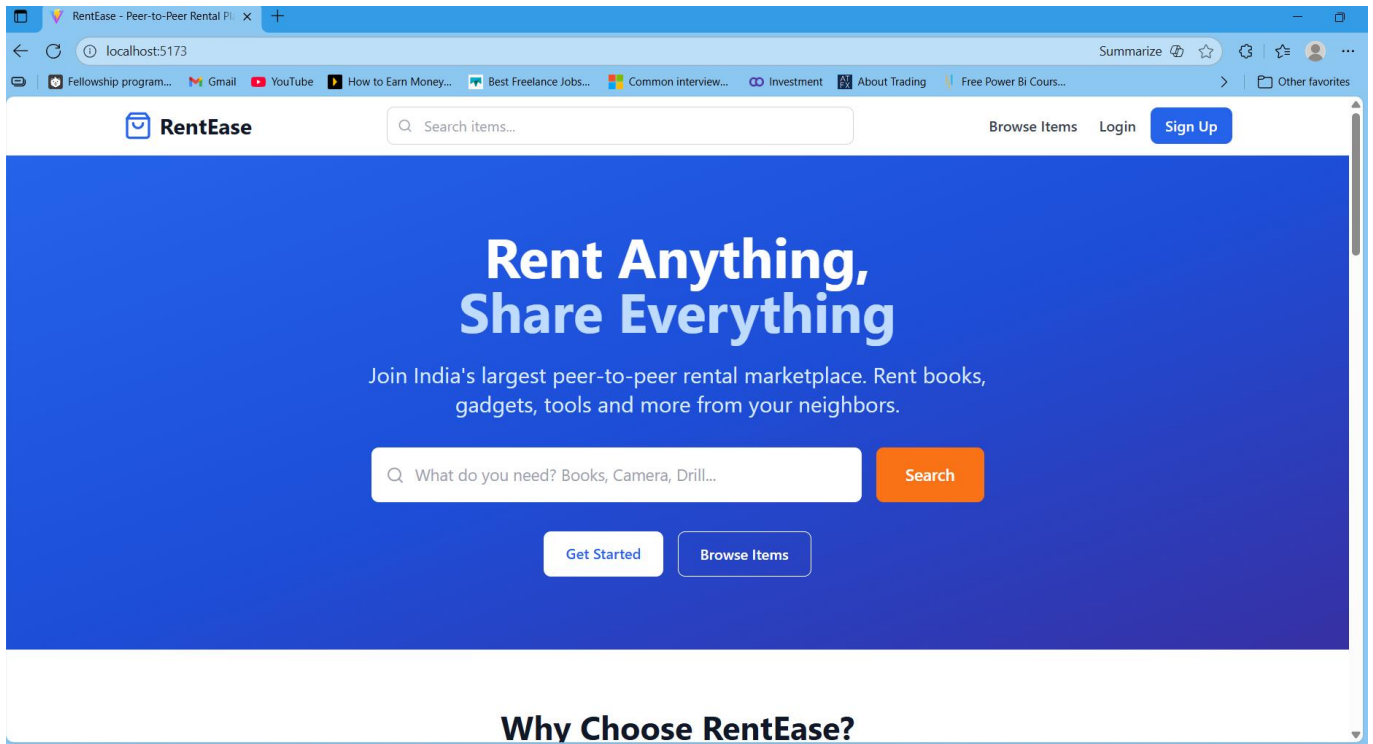 RentEase - Peer-to-Peer Rental Pl
localhost:5173
Summarize
Fellowship program... Gmail YouTube How to Earn Money... Best Freelance Jobs... Common interview... Investment About Trading Free Power Bi Cours... Other favorites
RentEase Search items... Browse Items Login Sign Up
Rent Anything,
Share Everything
Join India's largest peer-to-peer rental marketplace. Rent books,
gadgets, tools and more from your neighbors.
What do you need? Books, Camera, Drill... Search
Get Started Browse Items
Why Choose RentEase?